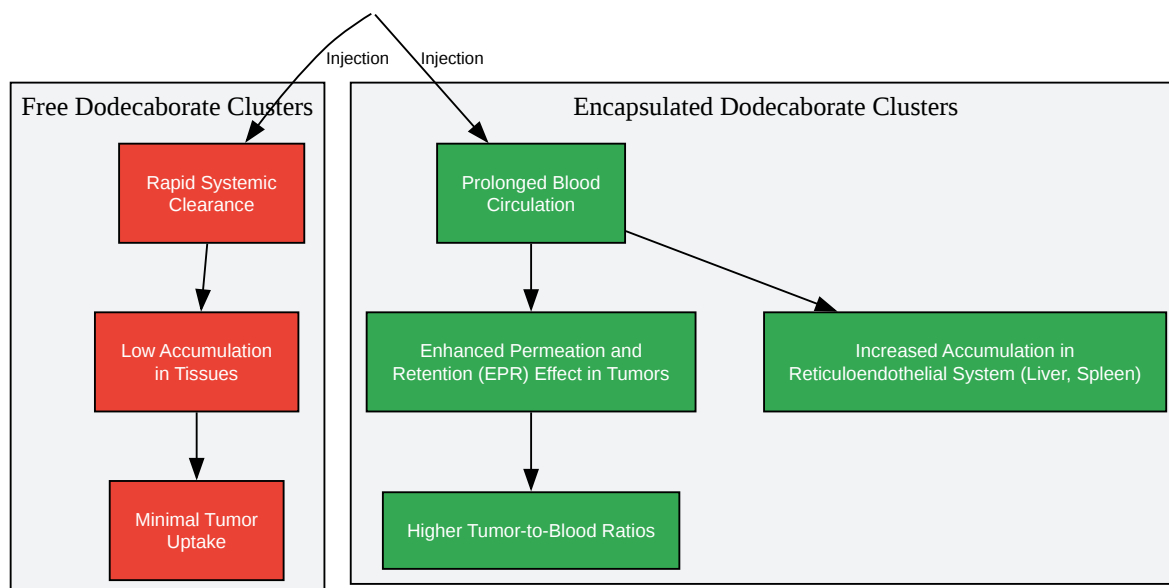 Injection
Injection
Free Dodecaborate Clusters
Encapsulated Dodecaborate Clusters
Rapid Systemic
Clearance
Prolonged Blood
Circulation
Low Accumulation
in Tissues
Enhanced Permeation and
Retention (EPR) Effect in Tumors
Increased Accumulation in
Reticuloendothelial System (Liver, Spleen)
Minimal Tumor
Uptake
Higher Tumor-to-Blood Ratios